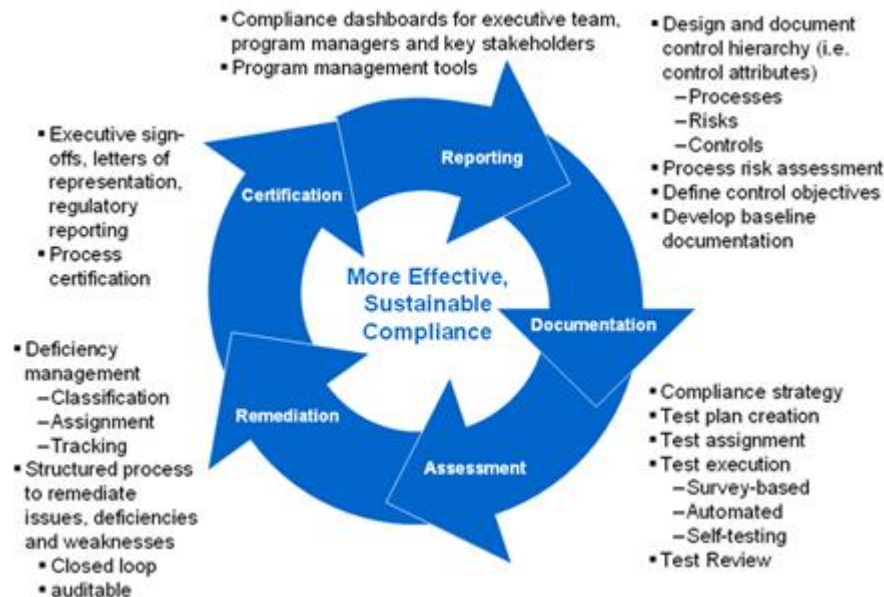 ▪ Compliance dashboards for executive team,
program managers and key stakeholders
▪ Program management tools
▪ Design and document
control hierarchy (i.e.
control attributes)
–Processes
–Risks
–Controls
▪ Process risk assessment
▪ Define control objectives
▪ Develop baseline
documentation
▪ Executive sign-
offs, letters of
representation,
regulatory
reporting
▪ Process
certification
Reporting
Certification
More Effective,
Sustainable
Compliance
Documentation
▪ Deficiency
management
–Classification
–Assignment
–Tracking
▪ Structured process
to remediate
issues, deficiencies
and weaknesses
▪ Closed loop
▪ auditable
Remediation
Assessment
▪ Compliance strategy
▪ Test plan creation
▪ Test assignment
▪ Test execution
–Survey-based
–Automated
–Self-testing
▪ Test Review